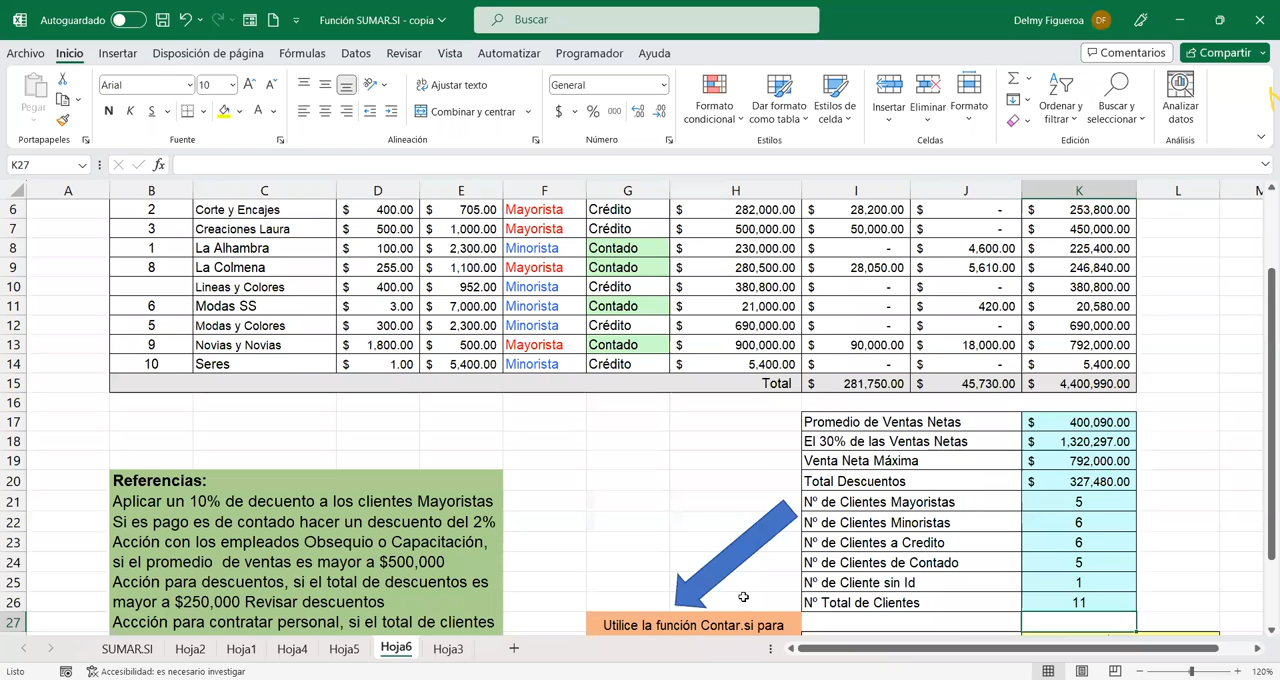 Autoguardado Función SUMAR.SI - copia Buscar Delmy Figueroa DF
Archivo Inicio Insertar Disposición de página Fórmulas Datos Revisar Vista Automatizar Programador Ayuda Comentarios Compartir
Pegar Arial 10 Ajustar texto General Formato condicional Dar formato como tabla Estilos de celda Insertar Eliminar Formato Ordenar y filtrar Buscar y seleccionar Analizar datos
N K S A Combinar y centrar $ % 000
Portapapeles Fuente Alineación Número Estilos Celdas Edición Análisis
K27 fx
A B C D E F G H I J K L M
6 2 Corte y Encajes $ 400.00 $ 705.00 Mayorista Crédito $ 282,000.00 $ 28,200.00 $ - $ 253,800.00
7 3 Creaciones Laura $ 500.00 $ 1,000.00 Mayorista Crédito $ 500,000.00 $ 50,000.00 $ - $ 450,000.00
8 1 La Alhambra $ 100.00 $ 2,300.00 Minorista Contado $ 230,000.00 $ - $ 4,600.00 $ 225,400.00
9 8 La Colmena $ 255.00 $ 1,100.00 Mayorista Contado $ 280,500.00 $ 28,050.00 $ 5,610.00 $ 246,840.00
10 Lineas y Colores $ 400.00 $ 952.00 Minorista Crédito $ 380,800.00 $ - $ - $ 380,800.00
11 6 Modas SS $ 3.00 $ 7,000.00 Minorista Contado $ 21,000.00 $ - $ 420.00 $ 20,580.00
12 5 Modas y Colores $ 300.00 $ 2,300.00 Minorista Crédito $ 690,000.00 $ - $ - $ 690,000.00
13 9 Novias y Novias $ 1,800.00 $ 500.00 Mayorista Contado $ 900,000.00 $ 90,000.00 $ 18,000.00 $ 792,000.00
14 10 Seres $ 1.00 $ 5,400.00 Minorista Crédito $ 5,400.00 $ - $ - $ 5,400.00
15 Total $ 281,750.00 $ 45,730.00 $ 4,400,990.00
16
17 Promedio de Ventas Netas $ 400,090.00
18 El 30% de las Ventas Netas $ 1,320,297.00
19 Venta Neta Máxima $ 792,000.00
20 Referencias: Total Descuentos $ 327,480.00
21 Aplicar un 10% de decuento a los clientes Mayoristas Nº de Clientes Mayoristas 5
22 Si es pago es de contado hacer un descuento del 2% Nº de Clientes Minoristas 6
23 Acción con los empleados Obsequio o Capacitación, Nº de Clientes a Credito 6
24 si el promedio de ventas es mayor a $500,000 Nº de Clientes de Contado 5
25 Acción para descuentos, si el total de descuentos es Nº de Cliente sin Id 1
26 mayor a $250,000 Revisar descuentos Nº Total de Clientes 11
27 Accción para contratar personal, si el total de clientes Utilice la función Contar.si para
SUMAR.SI Hoja2 Hoja1 Hoja4 Hoja5 Hoja6 Hoja3
Listo Accesibilidad: es necesario investigar 120%